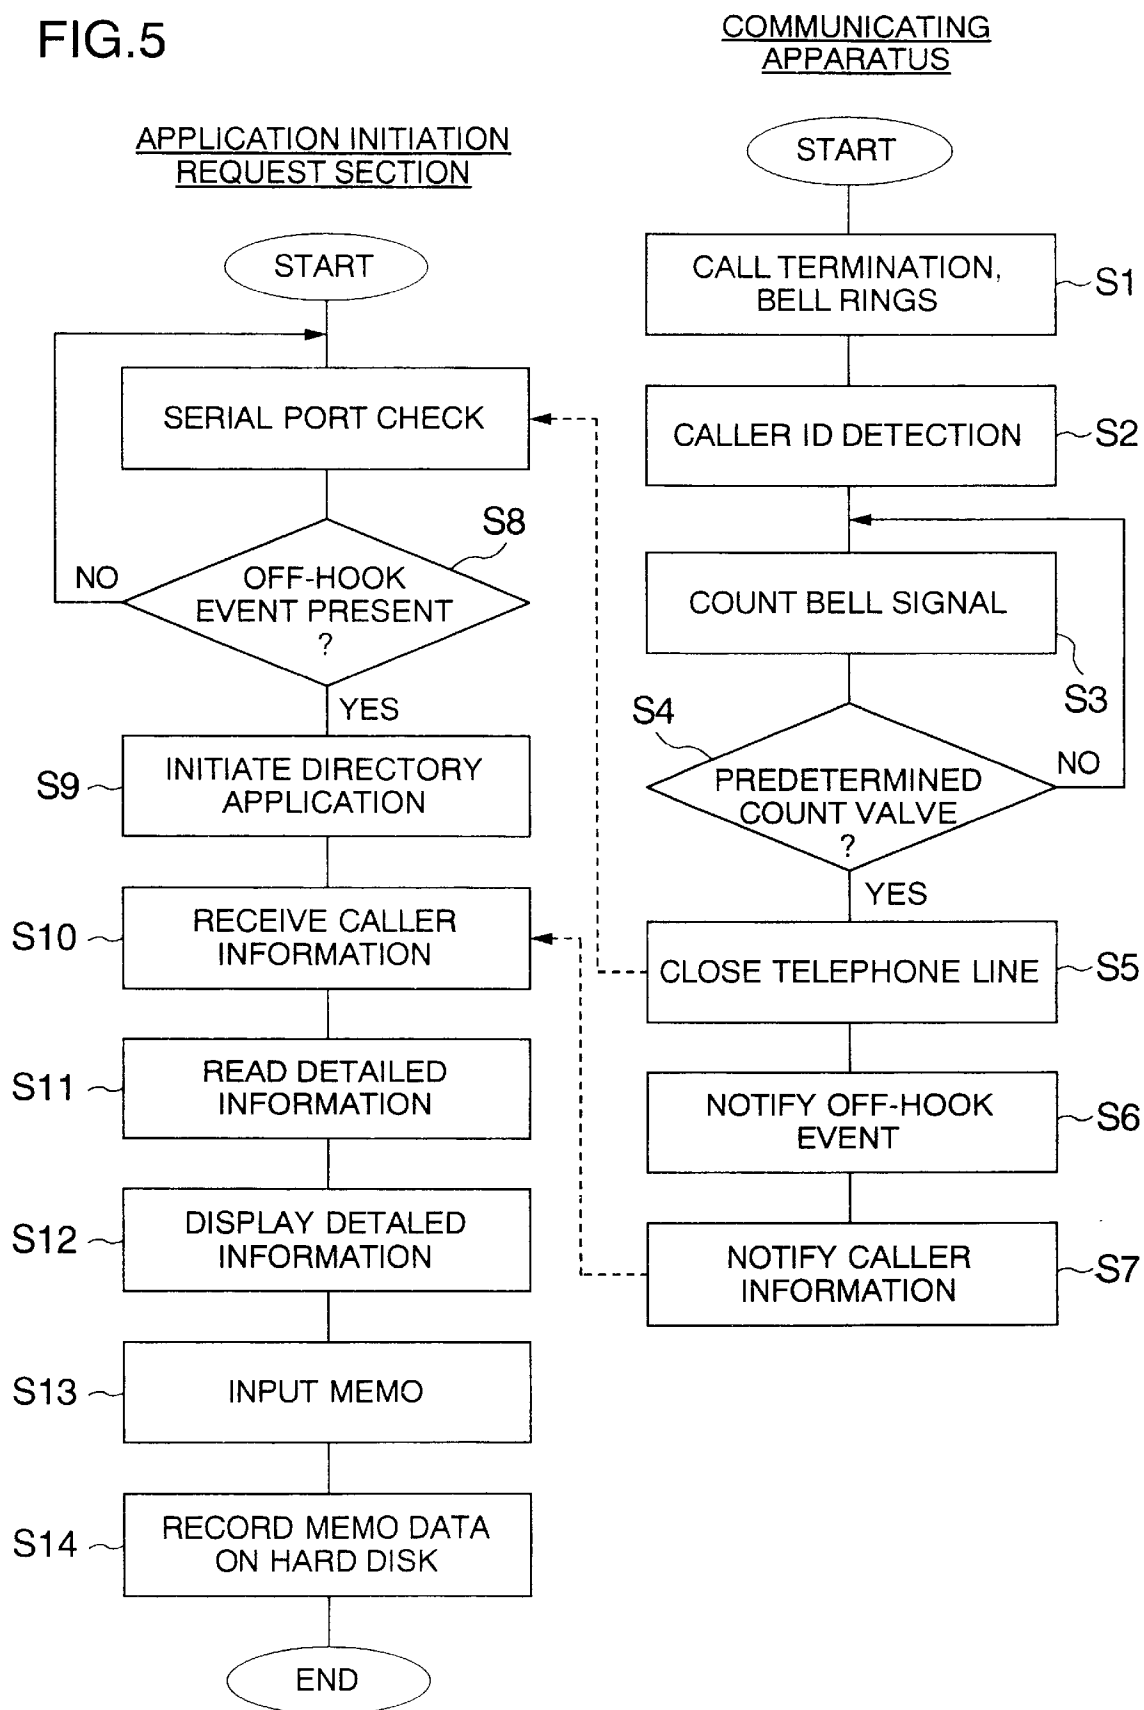 FIG.5
COMMUNICATING
APPARATUS
START
CALL TERMINATION,
BELL RINGS
S1
CALLER ID DETECTION
S2
COUNT BELL SIGNAL
S3
S4
PREDETERMINED
COUNT VALVE
?
NO
YES
CLOSE TELEPHONE LINE
S5
NOTIFY OFF-HOOK
EVENT
S6
NOTIFY CALLER
INFORMATION
S7
APPLICATION INITIATION
REQUEST SECTION
START
SERIAL PORT CHECK
S8
OFF-HOOK
EVENT PRESENT
?
NO
YES
S9
INITIATE DIRECTORY
APPLICATION
S10
RECEIVE CALLER
INFORMATION
S11
READ DETAILED
INFORMATION
S12
DISPLAY DETALED
INFORMATION
S13
INPUT MEMO
S14
RECORD MEMO DATA
ON HARD DISK
END